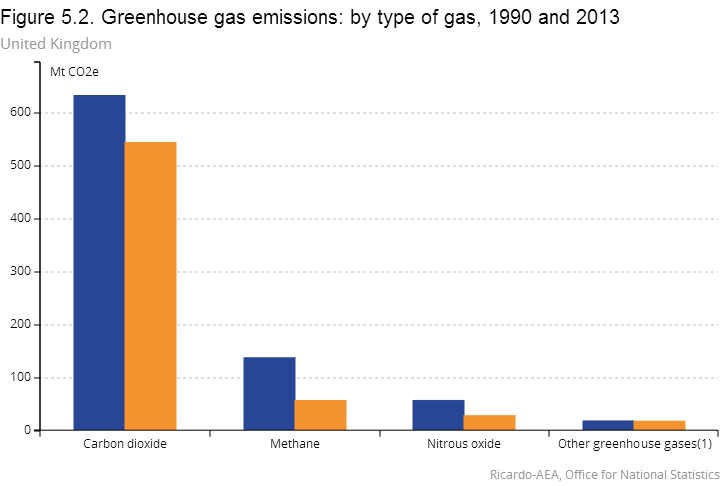 Figure 5.2. Greenhouse gas emissions: by type of gas, 1990 and 2013
United Kingdom
Mt CO2e
600
500
400
300
200
100
0
Carbon dioxide
Methane
Nitrous oxide
Other greenhouse gases(1)
Ricardo-AEA, Office for National Statistics